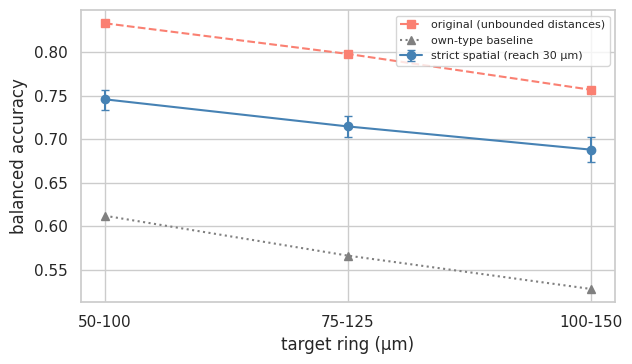 original (unbounded distances)
own-type baseline
strict spatial (reach 30 μm)
balanced accuracy
0.80
0.75
0.70
0.65
0.60
0.55
50-100
75-125
100-150
target ring (μm)